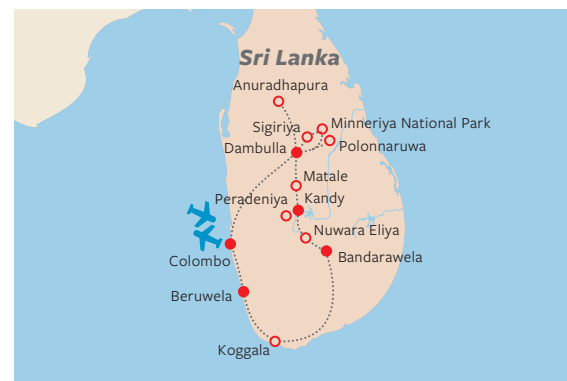 Sri Lanka
Anuradhapura
Sigiriya
Minneriya National Park
Dambulla
Polonnaruwa
Matale
Peradeniya
Kandy
Nuwara Eliya
Colombo
Bandarawela
Beruwela
Koggala